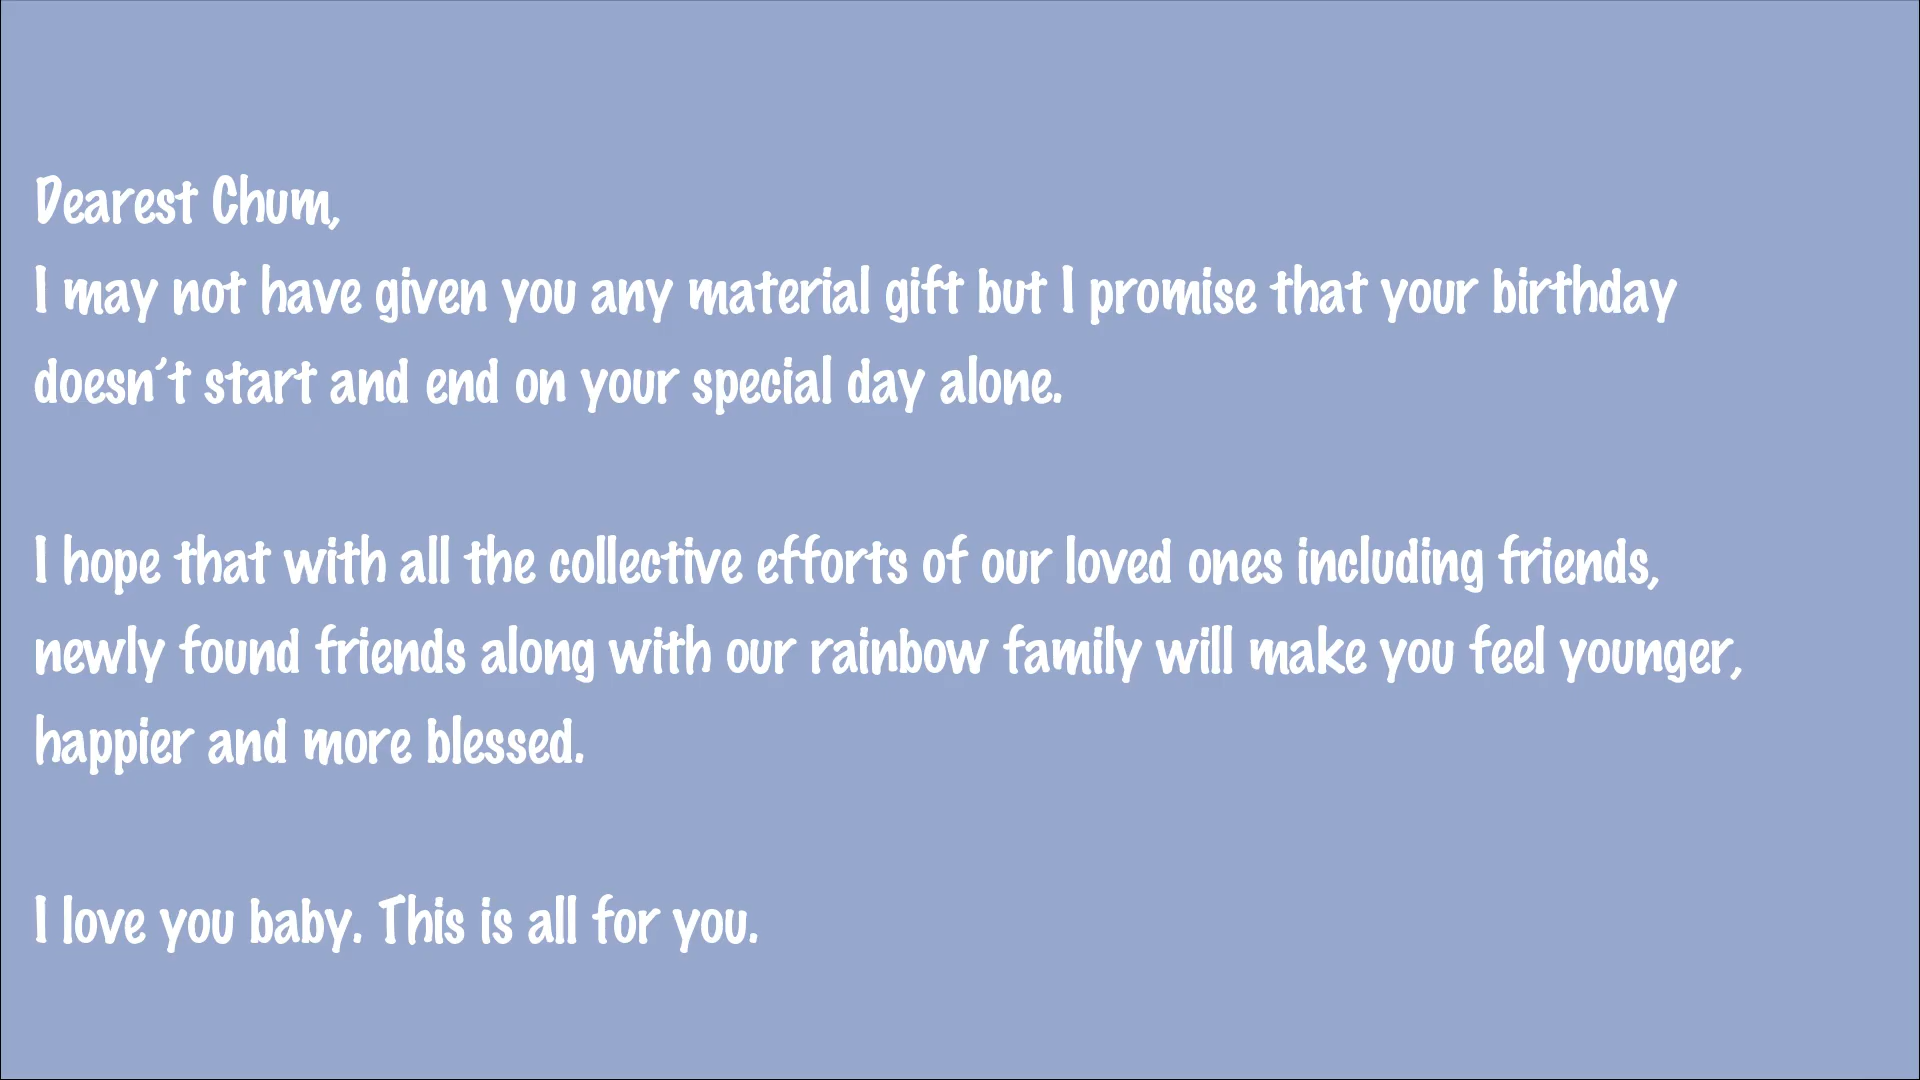 Dearest Chum,
I may not have given you any material gift but I promise that your birthday
doesn’t start and end on your special day alone.
I hope that with all the collective efforts of our loved ones including friends,
newly found friends along with our rainbow family will make you feel younger,
happier and more blessed.
I love you baby. This is all for you.